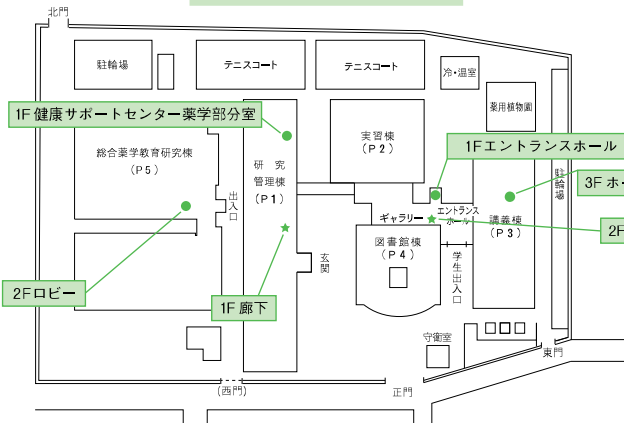 北門
駐輪場
テニスコート
テニスコート
冷・温室
薬用植物園
1F 健康サポートセンター薬学部分室
実習棟
(P2)
1Fエントランスホール
総合薬学教育研究棟
(P5)
研究
管理棟
(P1)
駐輪場
3F ホー
出入口
ギャラリー
エントランス
ホール
講義棟
(P3)
2F
図書館棟
(P4)
玄関
学生出入口
2Fロビー
1F 廊下
守衛室
東門
(西門)
正門